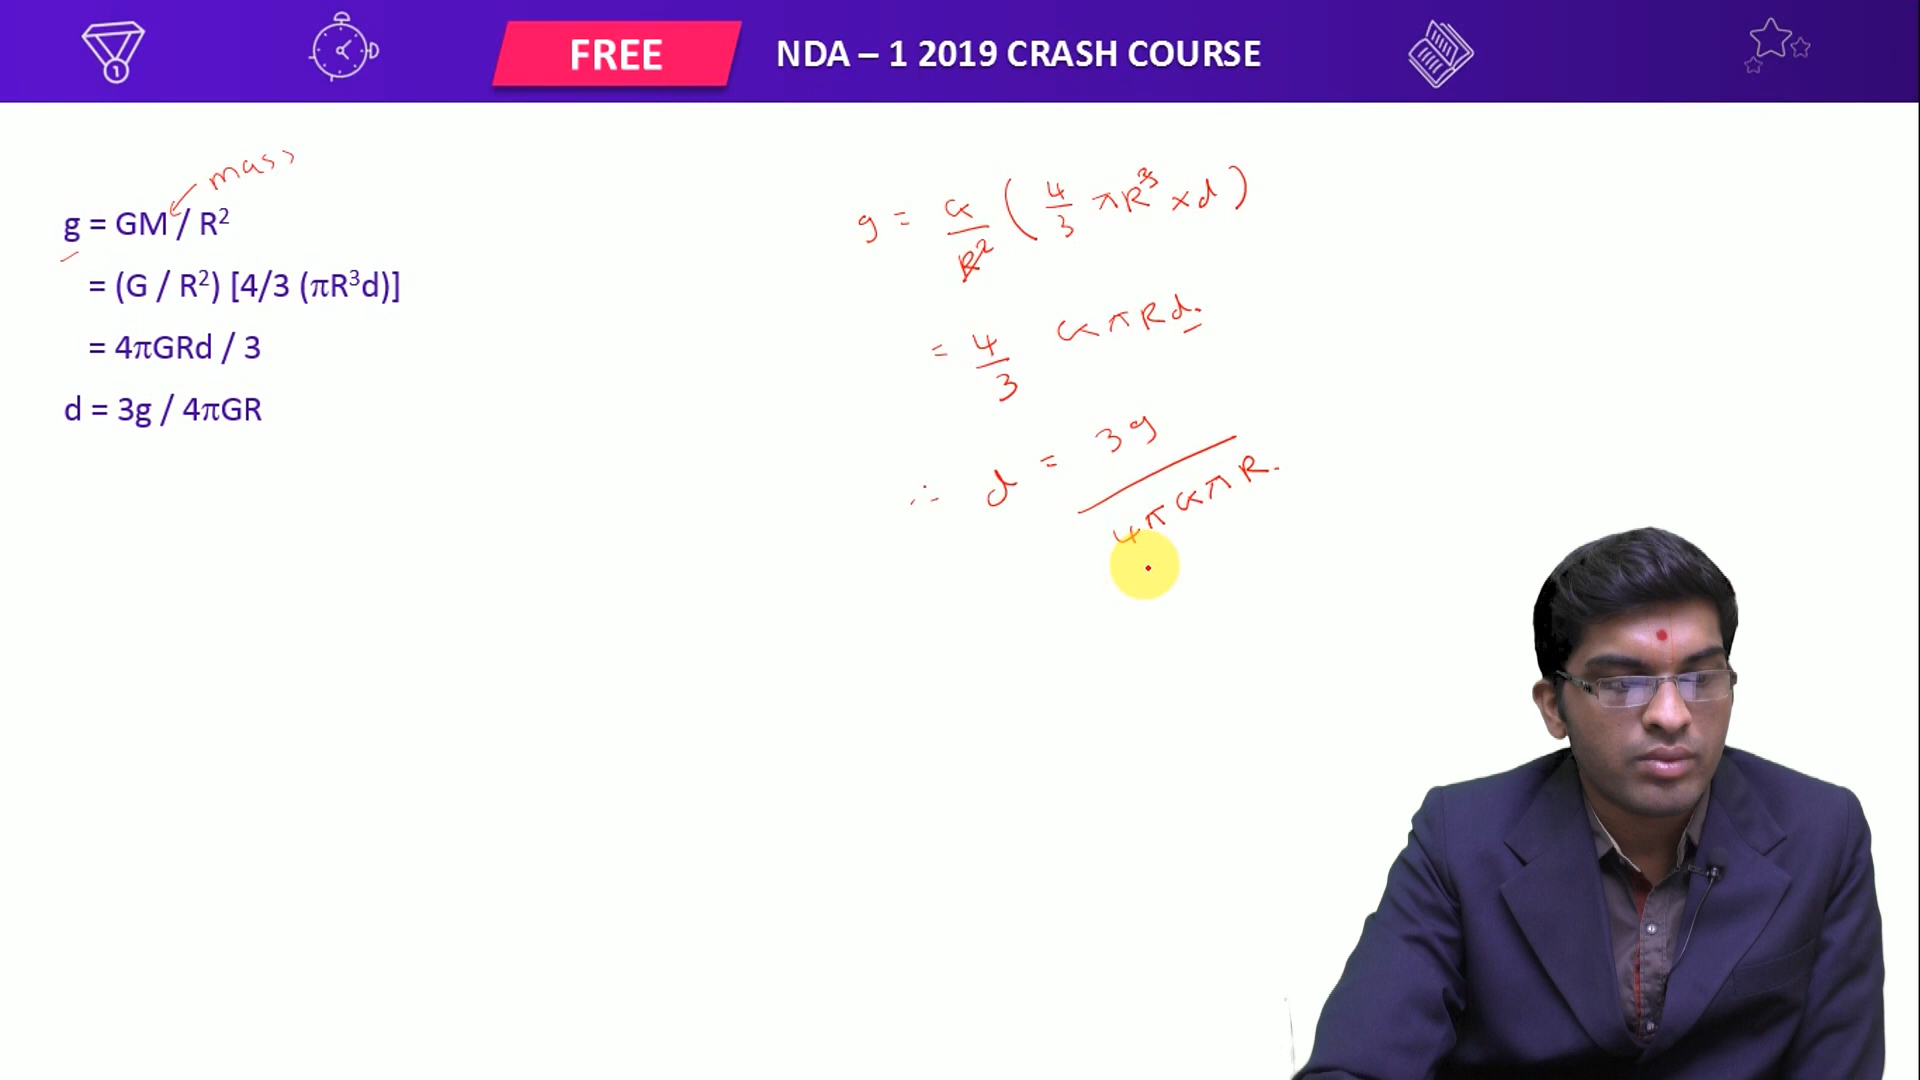 FREE NDA – 1 2019 CRASH COURSE
mass
g = GM / R²
= (G / R²) [4/3 (πR³d)]
= 4πGRd / 3
d = 3g / 4πGR
g = G/R² ( 4/3 πR³ × d )
= 4/3 GπRd.
∴ d = 3g / 4πGπR.
1